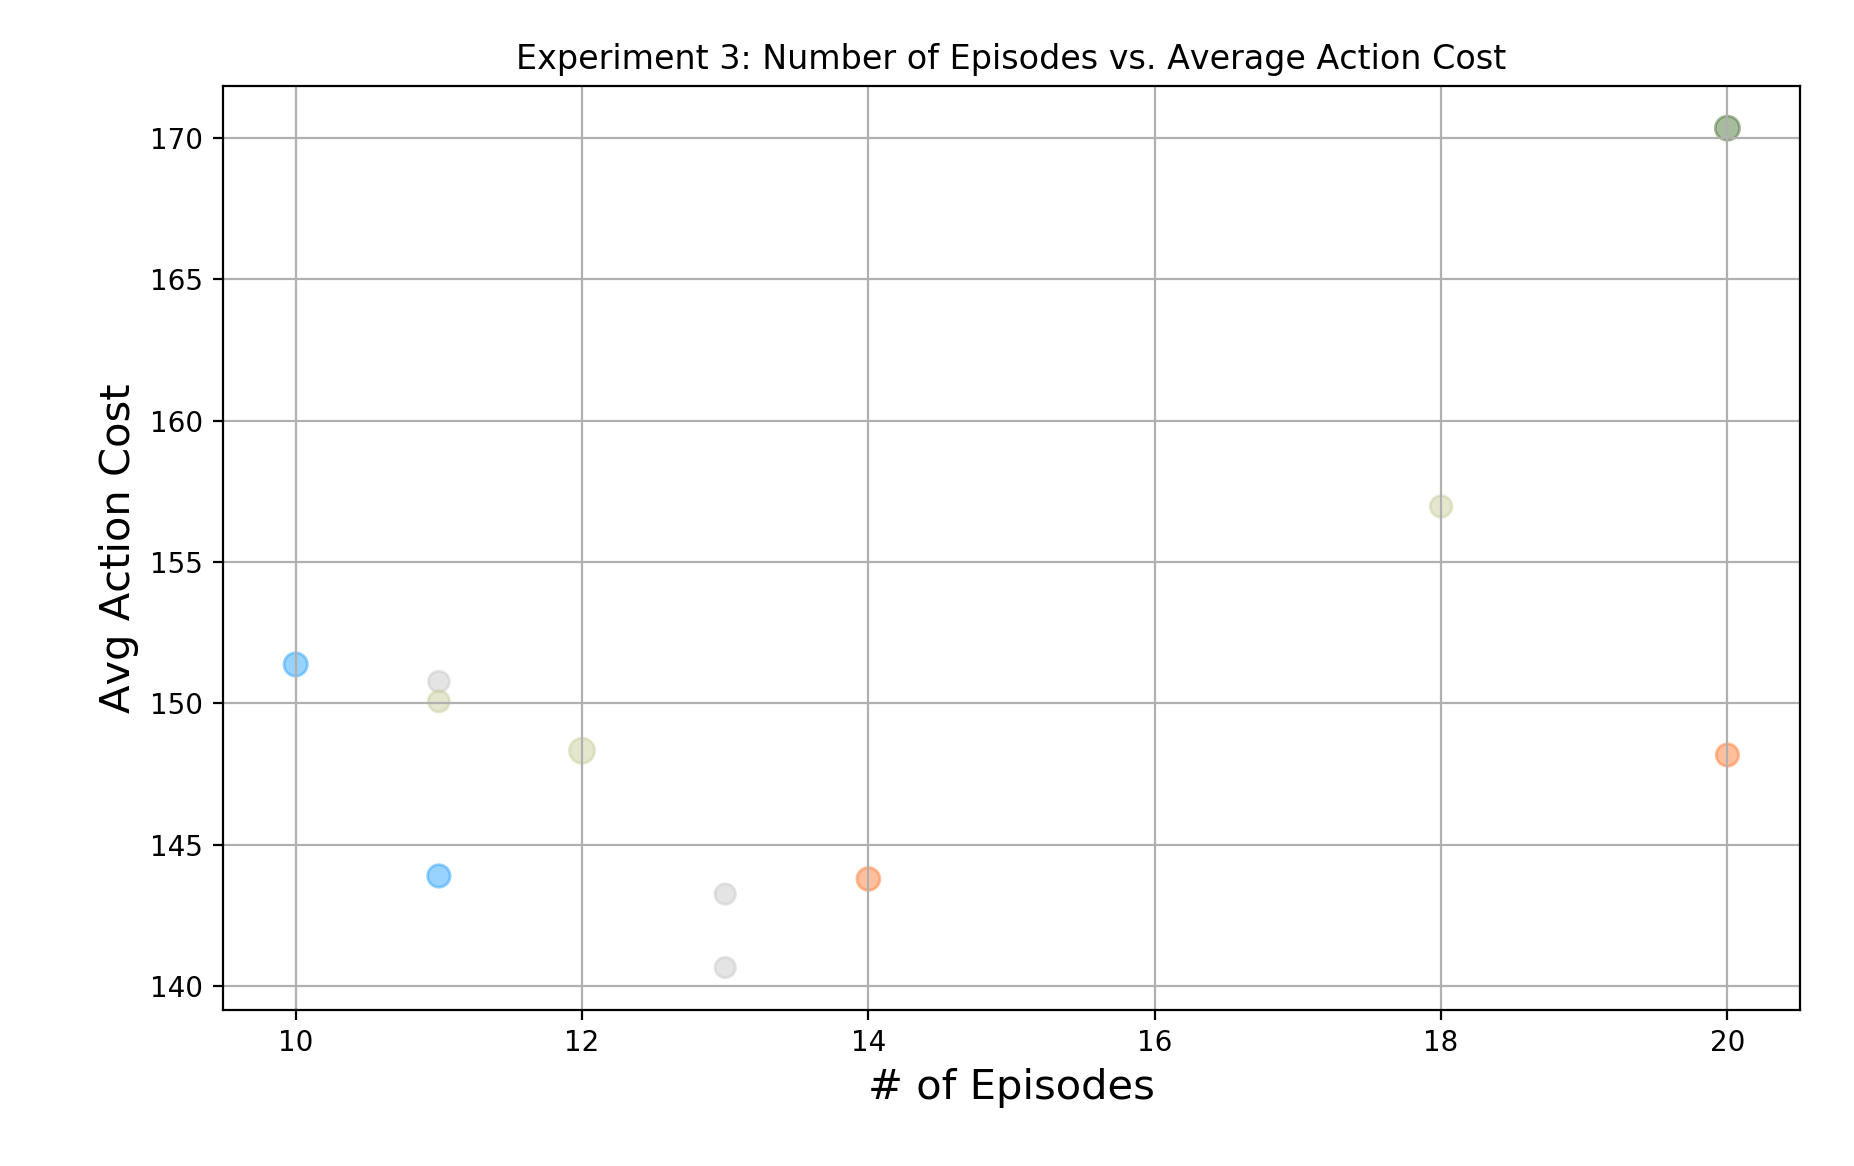 Experiment 3: Number of Episodes vs. Average Action Cost
170
165
160
155
150
145
140
Avg Action Cost
10 12 14 16 18 20
# of Episodes